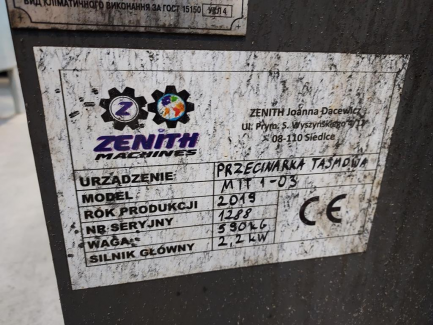 ВИД КЛІМАТИЧНОГО ВИКОНАННЯ ЗА ГОСТ 15150 УХЛ4
Z
ZENITH
MACHINES
ZENITH Joanna Dacewicz
Ul. Prym. S. Wyszyńskiego
08-110 Siedlce
URZĄDZENIE PRZECINARKA TAŚMOWA
MODEL MTT 1-03
ROK PRODUKCJI 2019
NR SERYJNY 1288
WAGA 590 KG
SILNIK GŁÓWNY 2,2 kW
CE